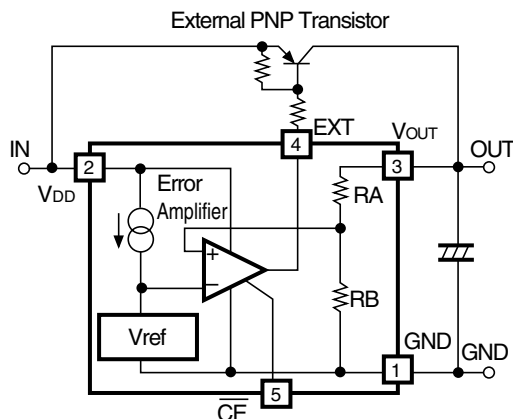 External PNP Transistor
EXT
4
IN
VDD
2
VOUT
3
OUT
Error
Amplifier
RA
+
−
RB
Vref
GND
1
GND
5
CE